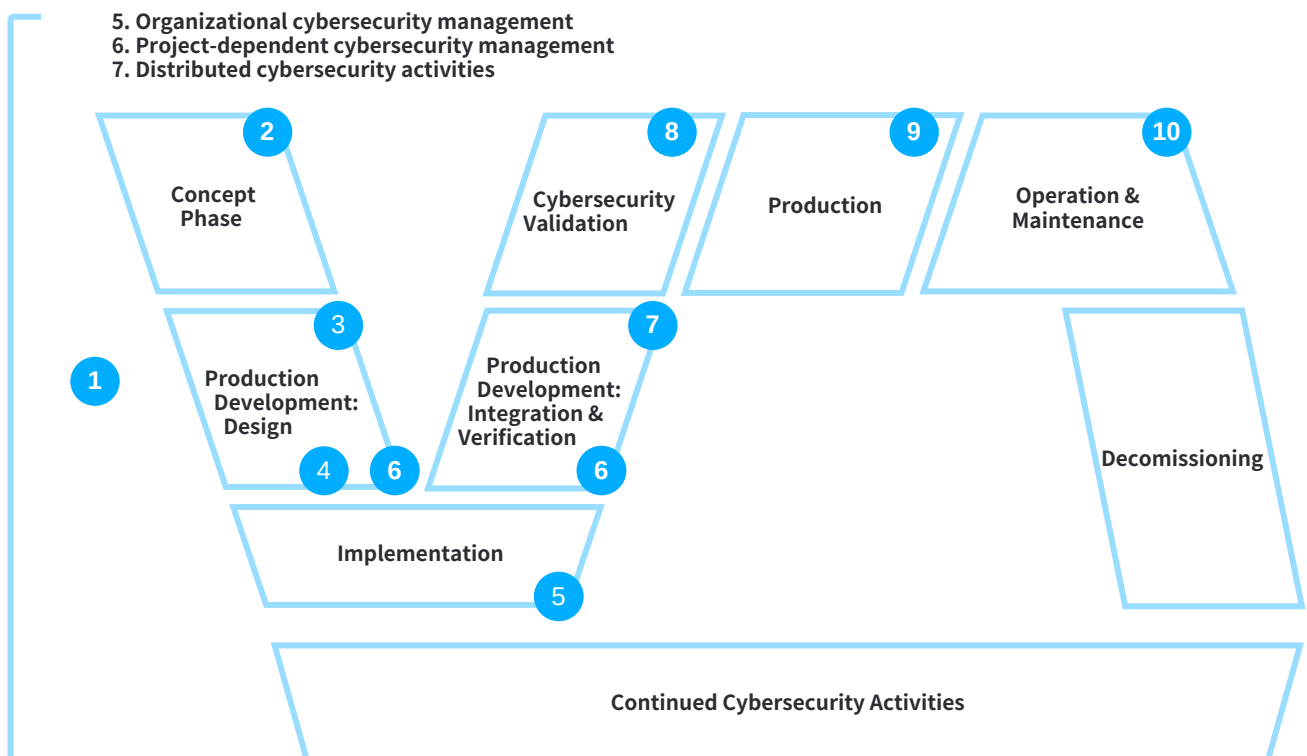 5. Organizational cybersecurity management
6. Project-dependent cybersecurity management
7. Distributed cybersecurity activities
2
8
9
10
Concept
Phase
Cybersecurity
Validation
Production
Operation &
Maintenance
3
7
1
Production
Development:
Design
Production
Development:
Integration &
Verification
4
6
6
Decomissioning
Implementation
5
Continued Cybersecurity Activities